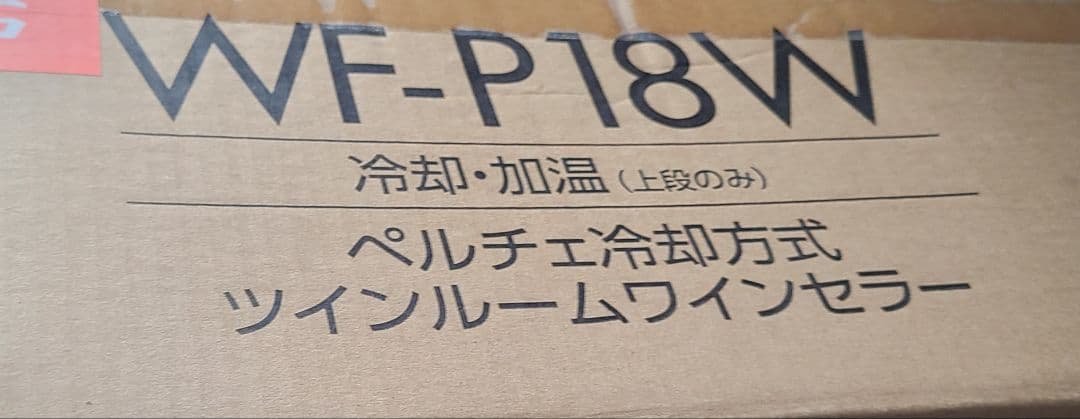 WF-P18W
冷却・加温（上段のみ）
ペルチェ冷却方式
ツインルームワインセラー